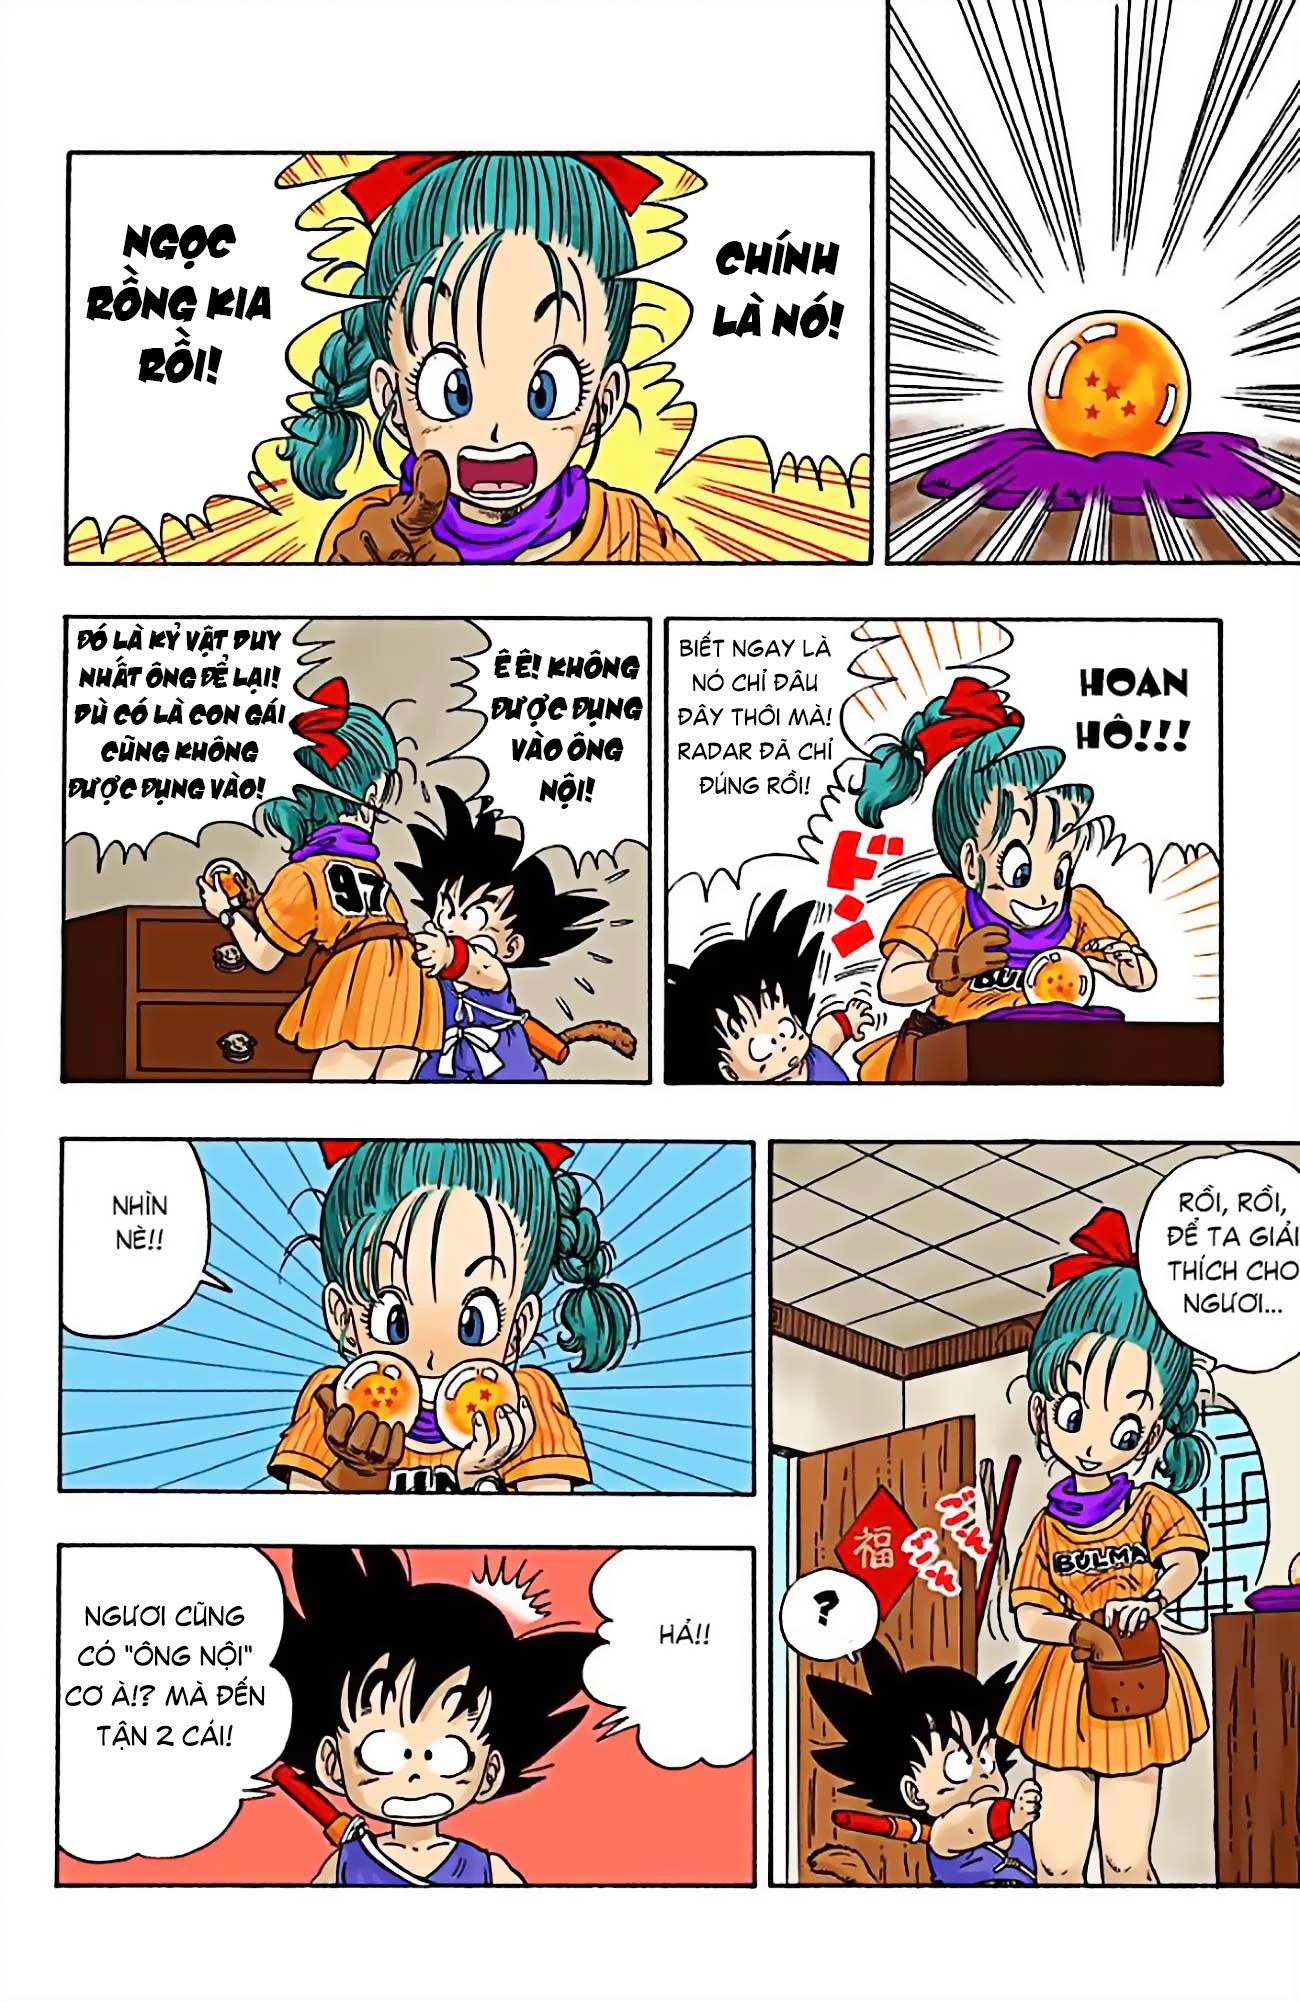 CHÍNH
LÀ NÓ!
NGỌC
RỒNG KIA
RỒI!
HOAN
HÔ!!!
BIẾT NGAY LÀ
NÓ CHỈ ĐÂU
ĐÂY THÔI MÀ!
RADAR ĐÃ CHỈ
ĐÚNG RỒI!
ドン
Ê Ê! KHÔNG
ĐƯỢC ĐỤNG
VÀO ÔNG
NỘI!
ĐÓ LÀ KỶ VẬT DUY
NHẤT ÔNG ĐỂ LẠI!
DÙ CÓ LÀ CON GÁI
CŨNG KHÔNG
ĐƯỢC ĐỤNG VÀO!
97
RỒI, RỒI,
ĐỂ TA GIẢI
THÍCH CHO
NGƯƠI...
BULMA
福
?
NHÌN
NÈ!!
HẢ!!
NGƯƠI CŨNG
CÓ "ÔNG NỘI"
CƠ À!? MÀ ĐẾN
TẬN 2 CÁI!